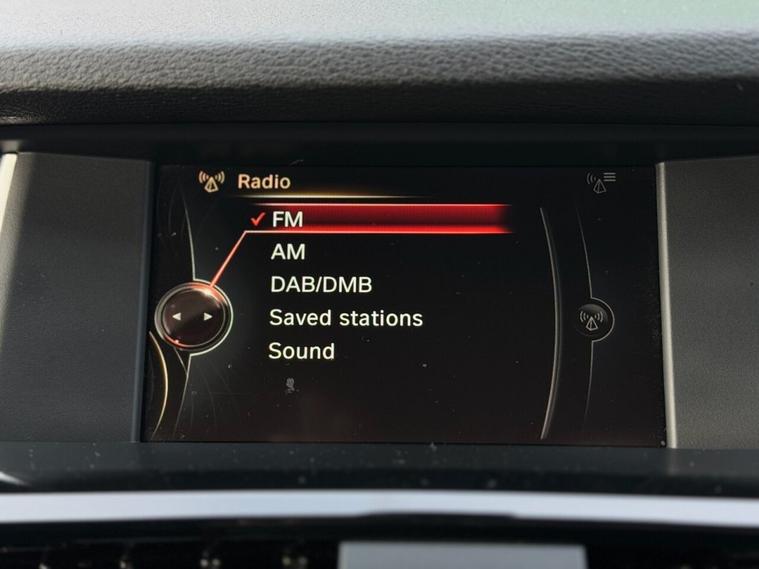 Radio
FM
AM
DAB/DMB
Saved stations
Sound